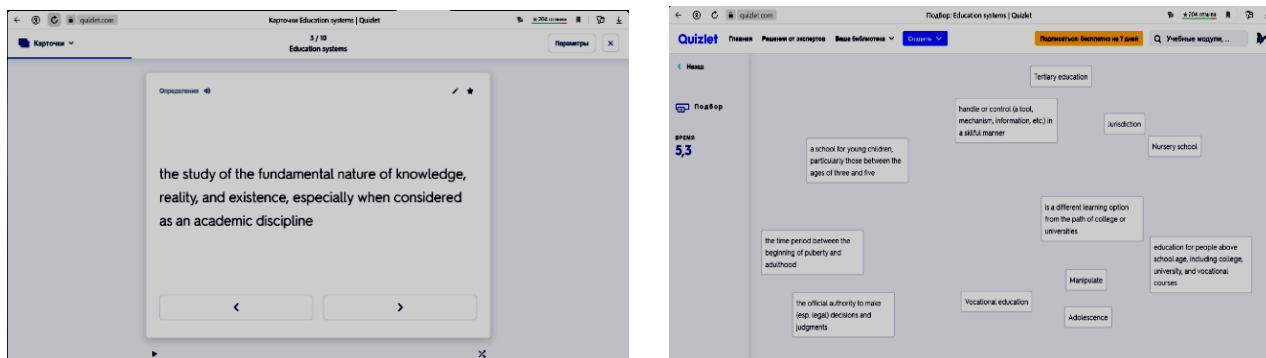 quizlet.com
Карточки Education systems | Quizlet
★ 204 отзыва
Карточки
3 / 10
Education systems
Параметры
Определение
the study of the fundamental nature of knowledge,
reality, and existence, especially when considered
as an academic discipline
quizlet.com
Подбор: Education systems | Quizlet
★ 204 отзыва
Quizlet
Главная
Решения от экспертов
Ваша библиотека
Создать
Подписаться: бесплатно на 7 дней
Учебные модули, ...
Назад
Подбор
ВРЕМЯ
5,3
Tertiary education
handle or control (a tool,
mechanism, information, etc.) in
a skilful manner
Jurisdiction
Nursery school
a school for young children,
particularly those between the
ages of three and five
is a different learning option
from the path of college or
universities
the time period between the
beginning of puberty and
adulthood
education for people above
school age, including college,
university, and vocational
courses
Manipulate
the official authority to make
(esp. legal) decisions and
judgments
Vocational education
Adolescence